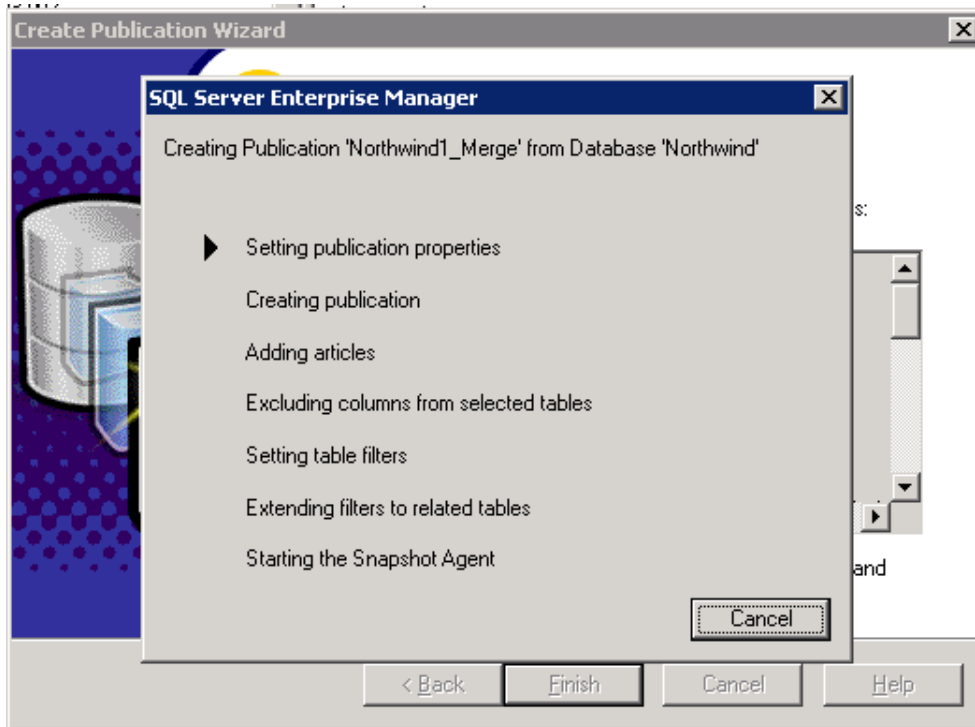 Create Publication Wizard
SQL Server Enterprise Manager
Creating Publication 'Northwind1_Merge' from Database 'Northwind'
s:
Setting publication properties
Creating publication
Adding articles
Excluding columns from selected tables
Setting table filters
Extending filters to related tables
Starting the Snapshot Agent
and
Cancel
< Back Finish Cancel Help